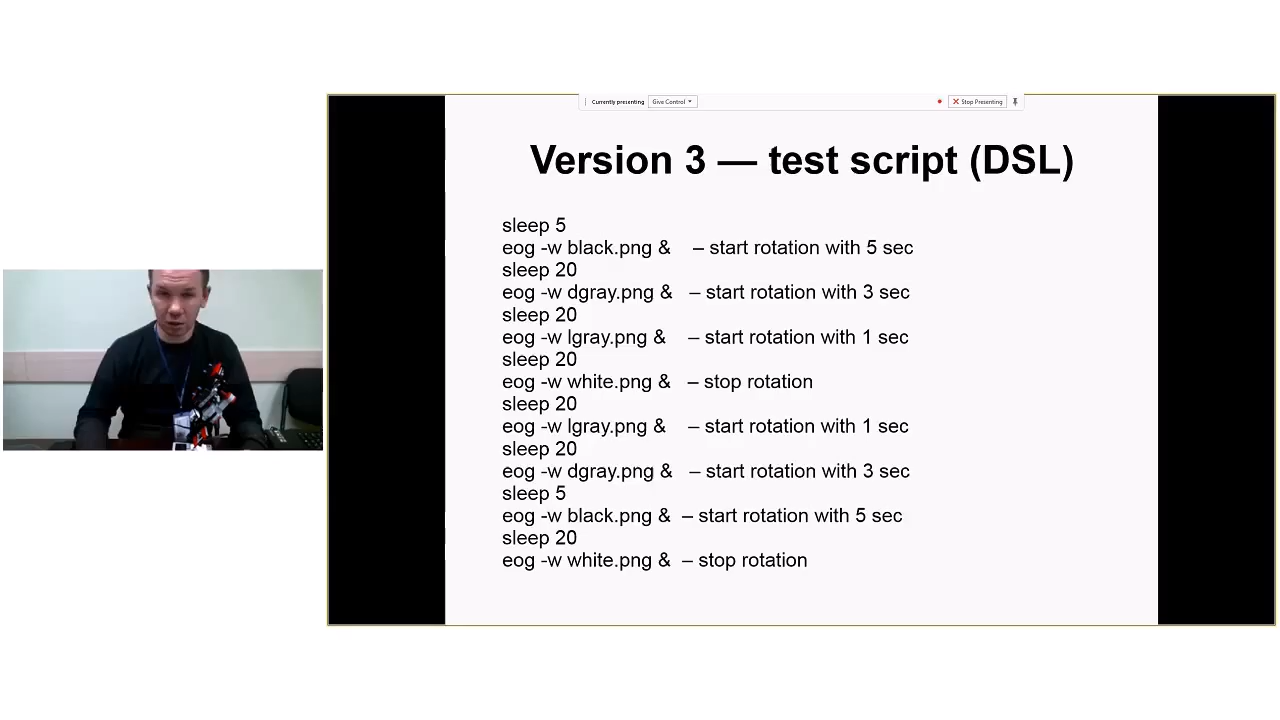 Currently presenting Give Control Stop Presenting
Version 3 — test script (DSL)
sleep 5
eog -w black.png & – start rotation with 5 sec
sleep 20
eog -w dgray.png & – start rotation with 3 sec
sleep 20
eog -w lgray.png & – start rotation with 1 sec
sleep 20
eog -w white.png & – stop rotation
sleep 20
eog -w lgray.png & – start rotation with 1 sec
sleep 20
eog -w dgray.png & – start rotation with 3 sec
sleep 5
eog -w black.png & – start rotation with 5 sec
sleep 20
eog -w white.png & – stop rotation